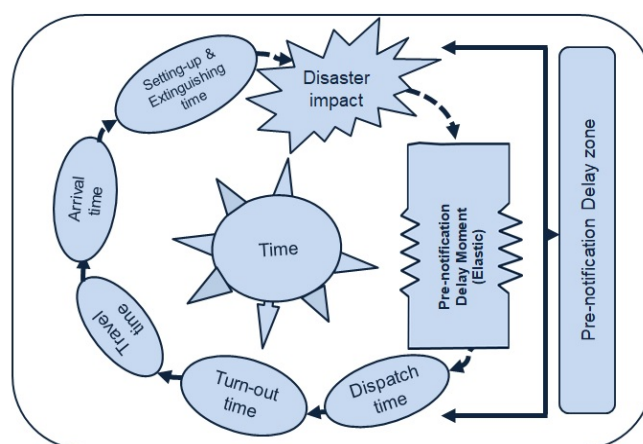 Setting-up &
Extinguishing
time
Disaster
impact
Pre-notification
Delay Moment
(Elastic)
Pre-notification Delay zone
Time
Arrival
time
Travel
time
Turn-out
time
Dispatch
time